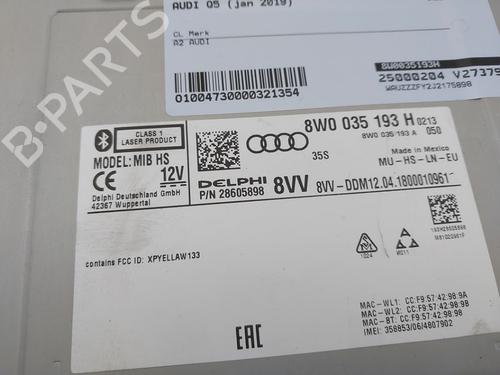 AUDI Q5 (jan 2019)
CL Merk
A2 AUDI
01004730000321354
8W0035193H
25000204 V27379
WAUZZZFY2J2175898
CLASS 1
LASER PRODUCT
MODEL: MIB HS
12V
Delphi Deutschland GmbH
42367 Wuppertal
8W0 035 193 H 0213
8W0 035 193 A 050
35S
Made in Mexico
MU-HS-LN-EU
DELPHI
P/N 28605898
8VV 8VV-DDM12.04.1800010961
193H28605898
contains FCC ID: XPYELLAW133
1024
MAC-WL1: CC:F9:57:42:98:9A
MAC-WL2: CC:F9:57:42:98:9B
MAC-BT: CC:F9:57:42:98:98
IMEI: 358853/06/4807902
EAC
B-PARTS